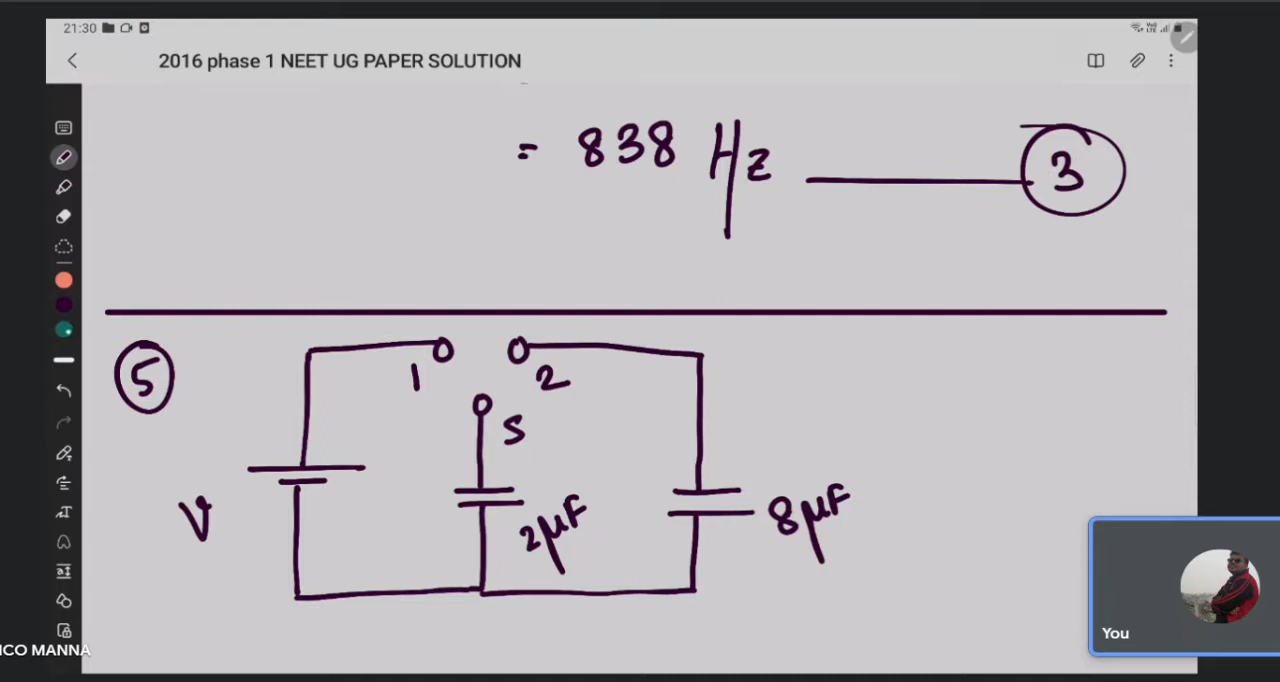 21:30
2016 phase 1 NEET UG PAPER SOLUTION
= 838 Hz 3
5
1 2
S
V 2μF 8μF
You
ICO MANNA